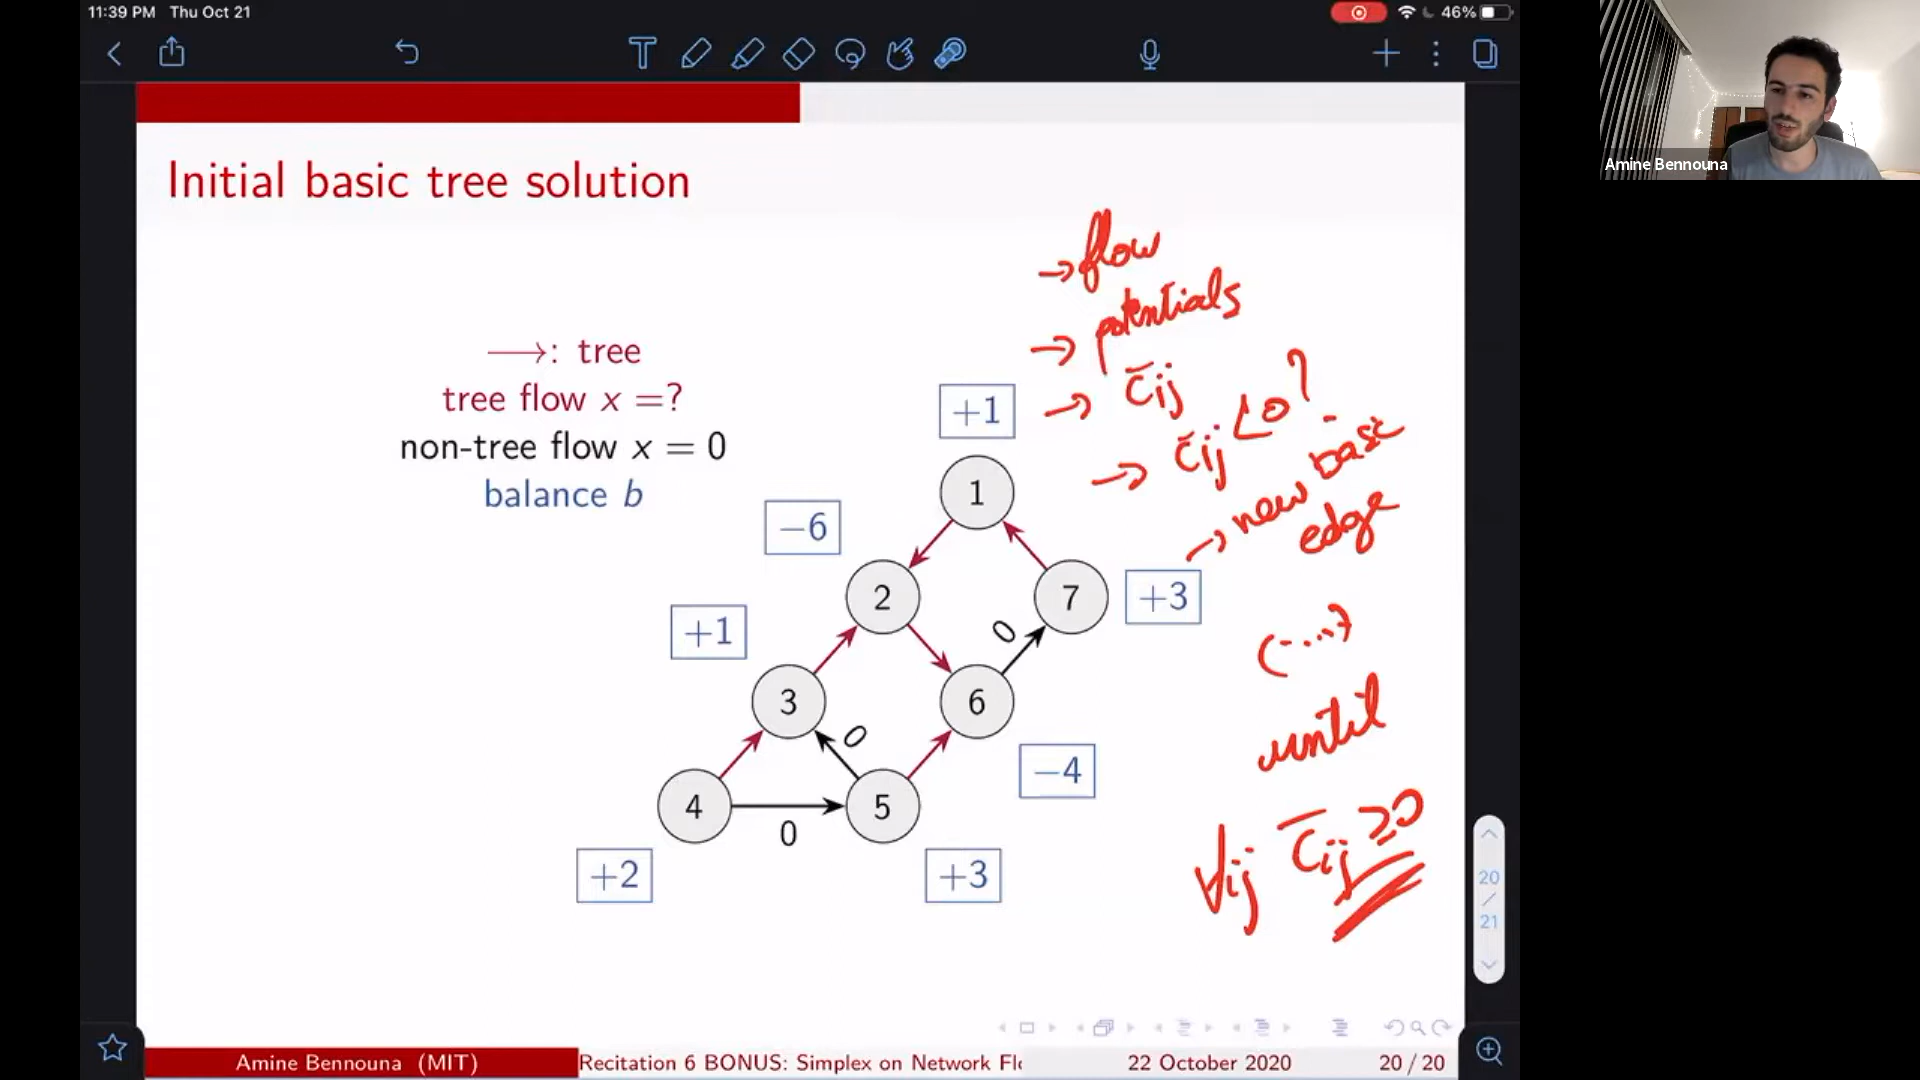 11:39 PM Thu Oct 21
46%
Amine Bennouna
Initial basic tree solution
→flow
→ potentials
→ c̄ij
→ c̄ij <0?
→ new basic
edge
(...)
until
∀ij c̄ij ≥0
⟶: tree
tree flow x =?
non-tree flow x = 0
balance b
+1
1
−6
2
7
+3
+1
0
3
6
0
−4
4
5
0
+2
+3
20
/
21
Amine Bennouna (MIT)
Recitation 6 BONUS: Simplex on Network Flo
22 October 2020
20 / 20